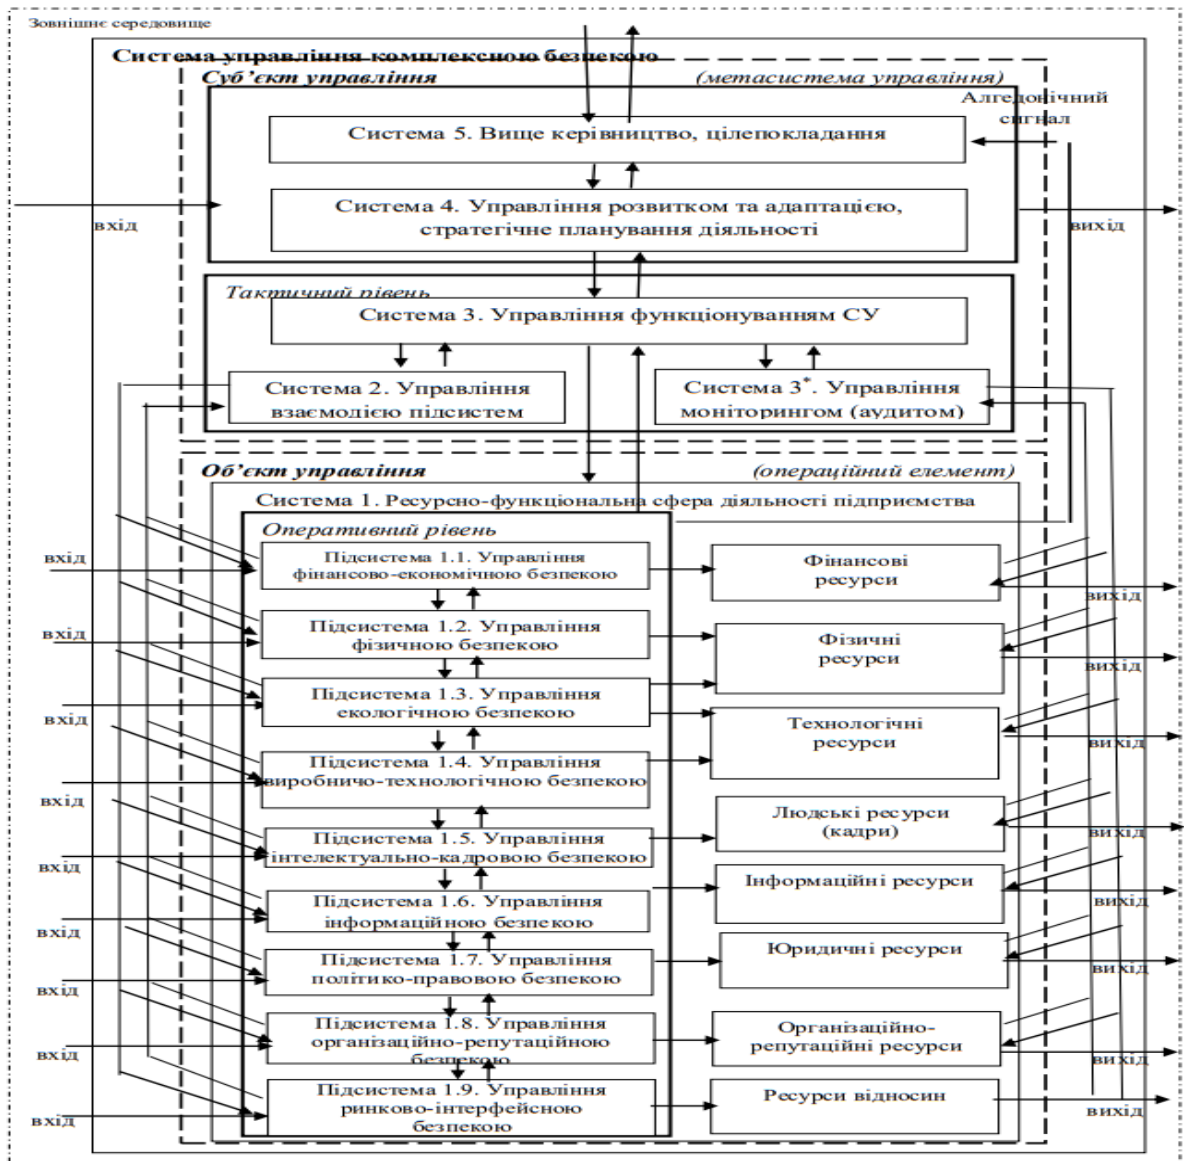 Зовнішнє середовище
Система управління комплексною безпекою
Суб’єкт управління
(метасистема управління)
Алгедонічний
сигнал
Система 5. Вище керівництво, цілепокладання
Система 4. Управління розвитком та адаптацією,
стратегічне планування діяльності
вхід
вихід
Тактичний рівень
Система 3. Управління функціонуванням СУ
Система 2. Управління
взаємодією підсистем
Система 3*. Управління
моніторингом (аудитом)
Об’єкт управління
(операційний елемент)
Система 1. Ресурсно-функціональна сфера діяльності підприємства
Оперативний рівень
вхід
Підсистема 1.1. Управління
фінансово-економічною безпекою
Фінансові
ресурси
вихід
вхід
Підсистема 1.2. Управління
фізичною безпекою
Фізичні
ресурси
вихід
вхід
Підсистема 1.3. Управління
екологічною безпекою
Технологічні
ресурси
вихід
вхід
Підсистема 1.4. Управління
виробничо-технологічною безпекою
Людські ресурси
(кадри)
вихід
вхід
Підсистема 1.5. Управління
інтелектуально-кадровою безпекою
Інформаційні ресурси
вихід
вхід
Підсистема 1.6. Управління
інформаційною безпекою
Юридичні ресурси
вихід
вхід
Підсистема 1.7. Управління
політико-правовою безпекою
вхід
Підсистема 1.8. Управління
організаційно-репутаційною
безпекою
Організаційно-
репутаційні ресурси
вихід
вхід
Підсистема 1.9. Управління
ринково-інтерфейсною
безпекою
Ресурси відносин
вихід